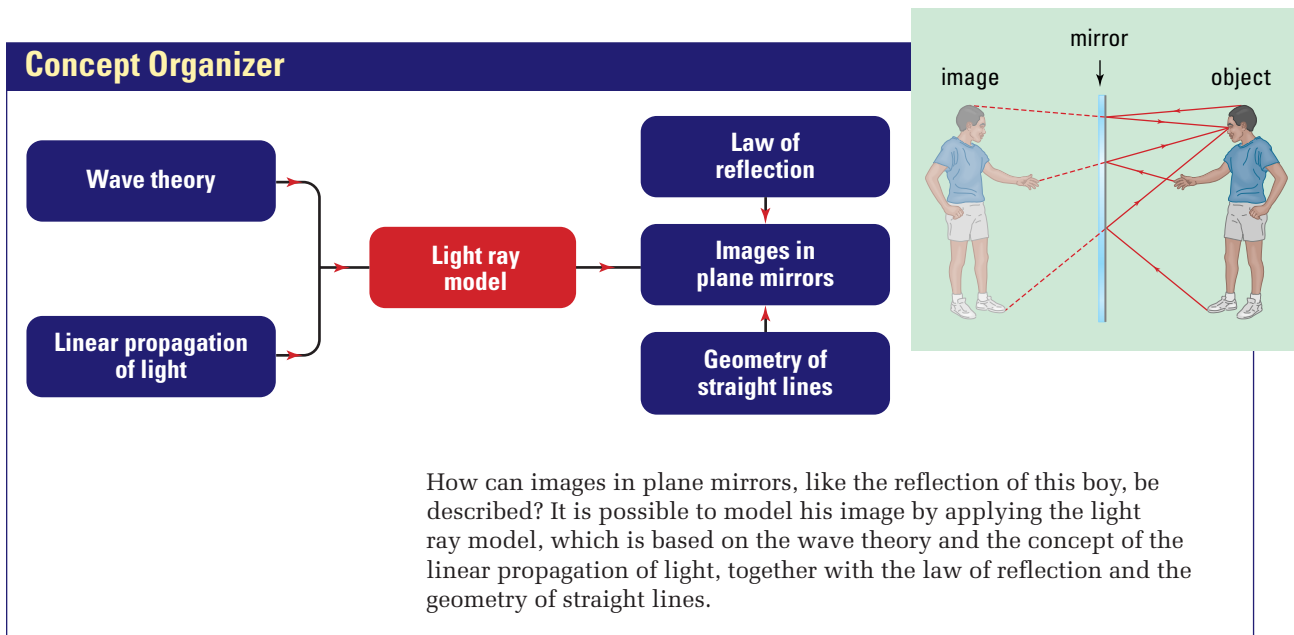 Concept Organizer
mirror
image
object
Wave theory
Linear propagation
of light
Light ray
model
Law of
reflection
Images in
plane mirrors
Geometry of
straight lines
How can images in plane mirrors, like the reflection of this boy, be
described? It is possible to model his image by applying the light
ray model, which is based on the wave theory and the concept of the
linear propagation of light, together with the law of reflection and the
geometry of straight lines.